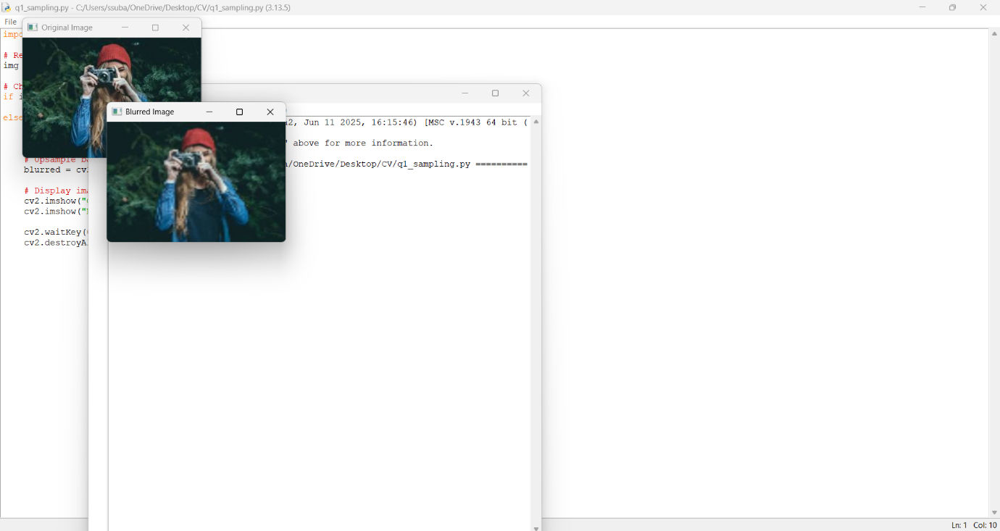 q1_sampling.py - C:/Users/ssuba/OneDrive/Desktop/CV/q1_sampling.py (3.13.5)
File
Original Image
# Re
img
# Ch
if i
else
Blurred Image
Jun 11 2025, 16:15:46) [MSC v.1943 64 bit (
" above for more information.
/OneDrive/Desktop/CV/q1_sampling.py ==========
# Upsample ba
blurred = cv
# Display ima
cv2.imshow("
cv2.imshow("
cv2.waitKey(
cv2.destroyA
Ln: 1 Col: 10